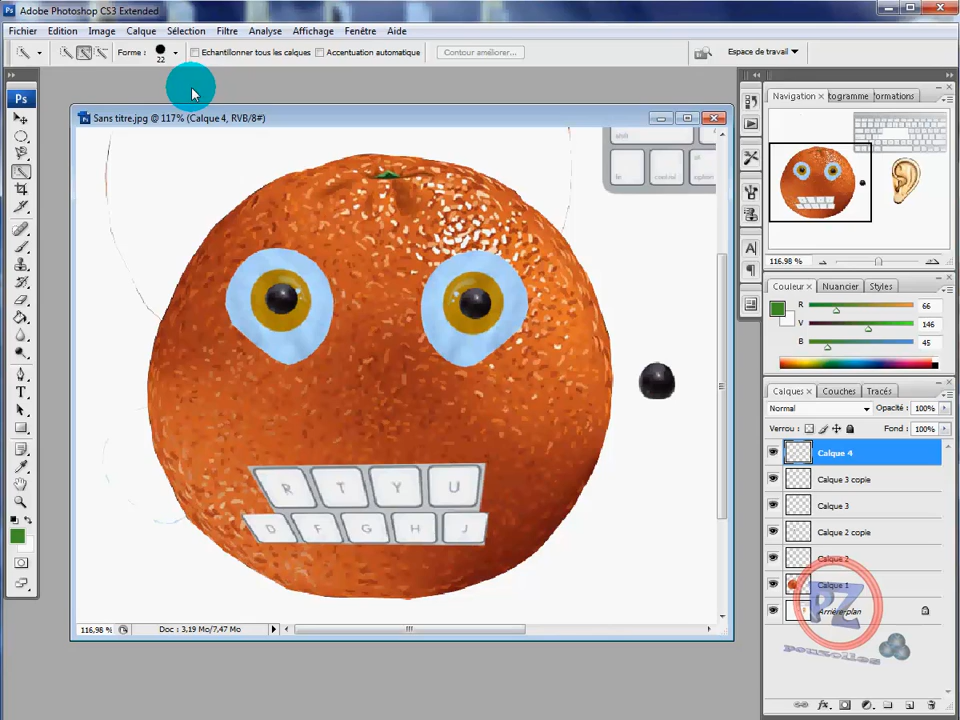 Adobe Photoshop CS3 Extended
Fichier Edition Image Calque Sélection Filtre Analyse Affichage Fenêtre Aide
Forme : 22 Echantillonner tous les calques Accentuation automatique Contour améliorer... Espace de travail
Ps
Sans titre.jpg @ 117% (Calque 4, RVB/8#)
Navigation togramme formations
116.98 %
Couleur Nuancier Styles
R 66
V 146
B 45
Calques Couches Tracés
Normal Opacité : 100%
Verrou : Fond : 100%
Calque 4
Calque 3 copie
Calque 3
Calque 2 copie
Calque 2
Calque 1
Arrière-plan
R T Y U
D F G H J
PZ
pouzolles
116,98 % Doc : 3,19 Mo/7,47 Mo